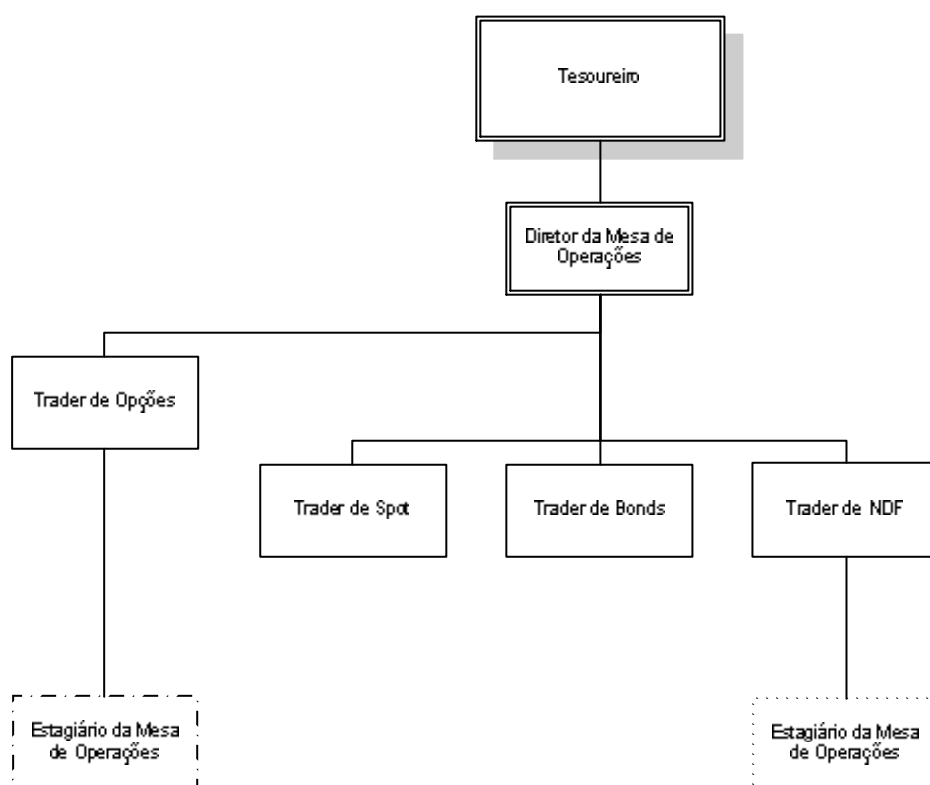 Tesoureiro
Diretor da Mesa de
Operações
Trader de Opções
Trader de Spot
Trader de Bonds
Trader de NDF
Estagiário da Mesa
de Operações
Estagiário da Mesa
de Operações